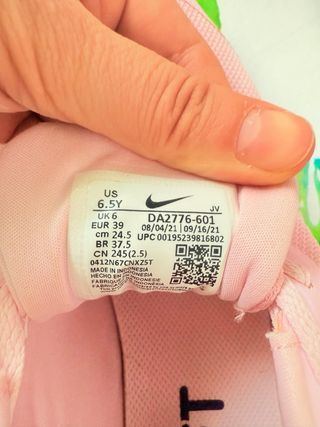 US
6.5Y
UK 6
EUR 39
cm 24.5
BR 37.5
CN 245(2.5)
0412N67CNXZ5T
JV
DA2776-601
08/04/21 09/16/21
UPC 00195239816802
MADE IN INDONESIA
HECHO EN INDONESIA
ST